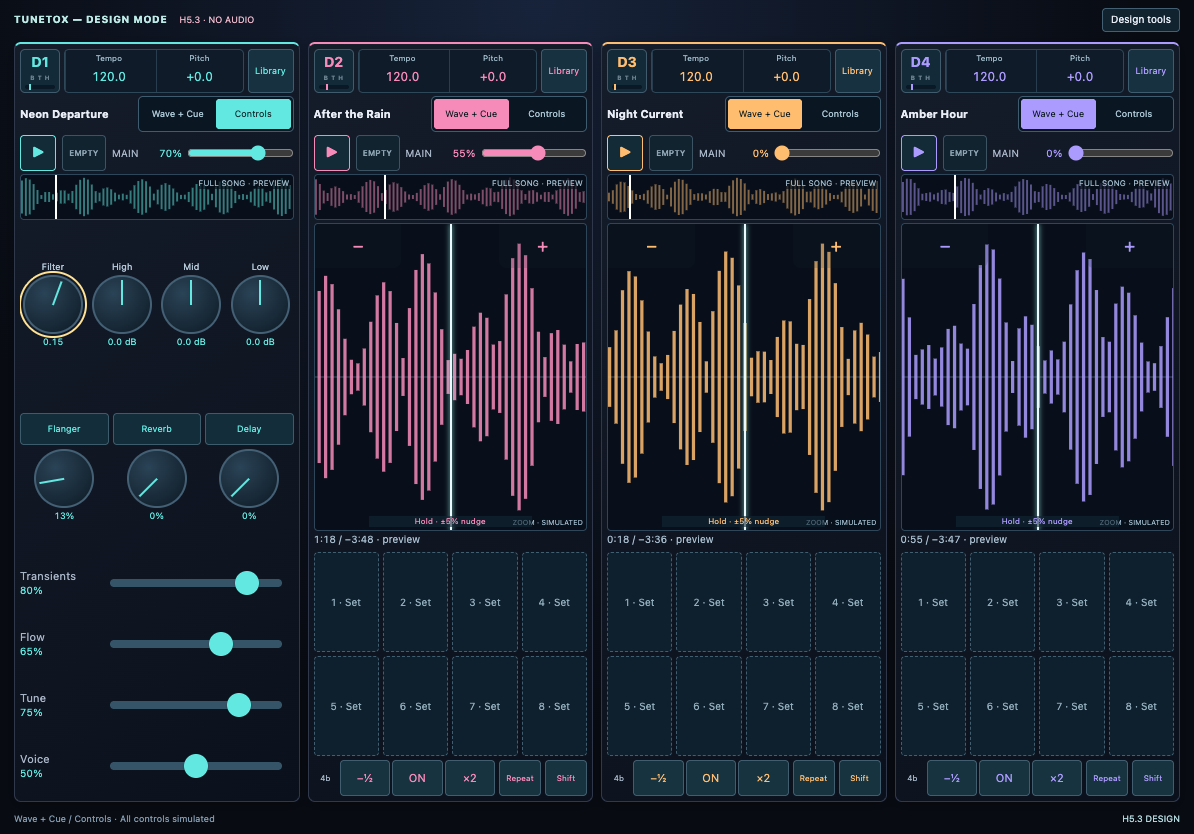 TUNETOX — DESIGN MODE H5.3 · NO AUDIO Design tools
D1 B T H Tempo 120.0 Pitch +0.0 Library
Neon Departure Wave + Cue Controls
EMPTY MAIN 70%
FULL SONG · PREVIEW
Filter High Mid Low
0.15 0.0 dB 0.0 dB 0.0 dB
Flanger Reverb Delay
13% 0% 0%
Transients
80%
Flow
65%
Tune
75%
Voice
50%
D2 B T H Tempo 120.0 Pitch +0.0 Library
After the Rain Wave + Cue Controls
EMPTY MAIN 55%
FULL SONG · PREVIEW
− +
Hold · ±5% nudge ZOOM · SIMULATED
1:18 / −3:48 · preview
1 · Set 2 · Set 3 · Set 4 · Set
5 · Set 6 · Set 7 · Set 8 · Set
4b −½ ON ×2 Repeat Shift
D3 B T H Tempo 120.0 Pitch +0.0 Library
Night Current Wave + Cue Controls
EMPTY MAIN 0%
FULL SONG · PREVIEW
− +
Hold · ±5% nudge ZOOM · SIMULATED
0:18 / −3:36 · preview
1 · Set 2 · Set 3 · Set 4 · Set
5 · Set 6 · Set 7 · Set 8 · Set
4b −½ ON ×2 Repeat Shift
D4 B T H Tempo 120.0 Pitch +0.0 Library
Amber Hour Wave + Cue Controls
EMPTY MAIN 0%
FULL SONG · PREVIEW
− +
Hold · ±5% nudge ZOOM · SIMULATED
0:55 / −3:47 · preview
1 · Set 2 · Set 3 · Set 4 · Set
5 · Set 6 · Set 7 · Set 8 · Set
4b −½ ON ×2 Repeat Shift
Wave + Cue / Controls · All controls simulated H5.3 DESIGN